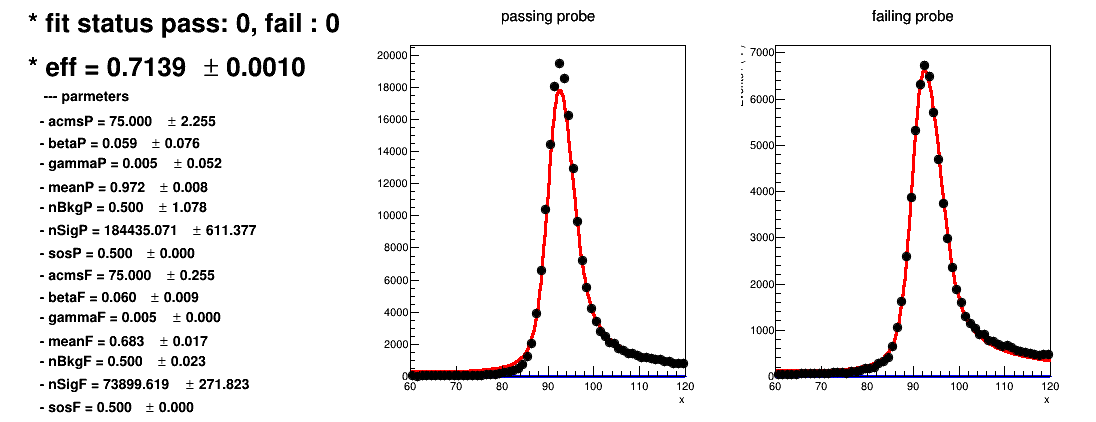 * fit status pass: 0, fail : 0
* eff = 0.7139 ± 0.0010
--- parmeters
- acmsP = 75.000 ± 2.255
- betaP = 0.059 ± 0.076
- gammaP = 0.005 ± 0.052
- meanP = 0.972 ± 0.008
- nBkgP = 0.500 ± 1.078
- nSigP = 184435.071 ± 611.377
- sosP = 0.500 ± 0.000
- acmsF = 75.000 ± 0.255
- betaF = 0.060 ± 0.009
- gammaF = 0.005 ± 0.000
- meanF = 0.683 ± 0.017
- nBkgF = 0.500 ± 0.023
- nSigF = 73899.619 ± 271.823
- sosF = 0.500 ± 0.000
passing probe
20000
18000
16000
14000
12000
10000
8000
6000
4000
2000
0
60 70 80 90 100 110 120
x
failing probe
7000
6000
5000
4000
3000
2000
1000
0
60 70 80 90 100 110 120
x